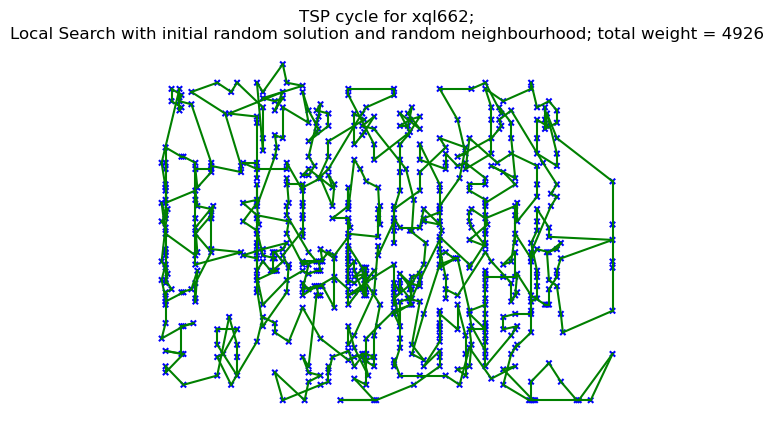 TSP cycle for xql662;
Local Search with initial random solution and random neighbourhood; total weight = 4926